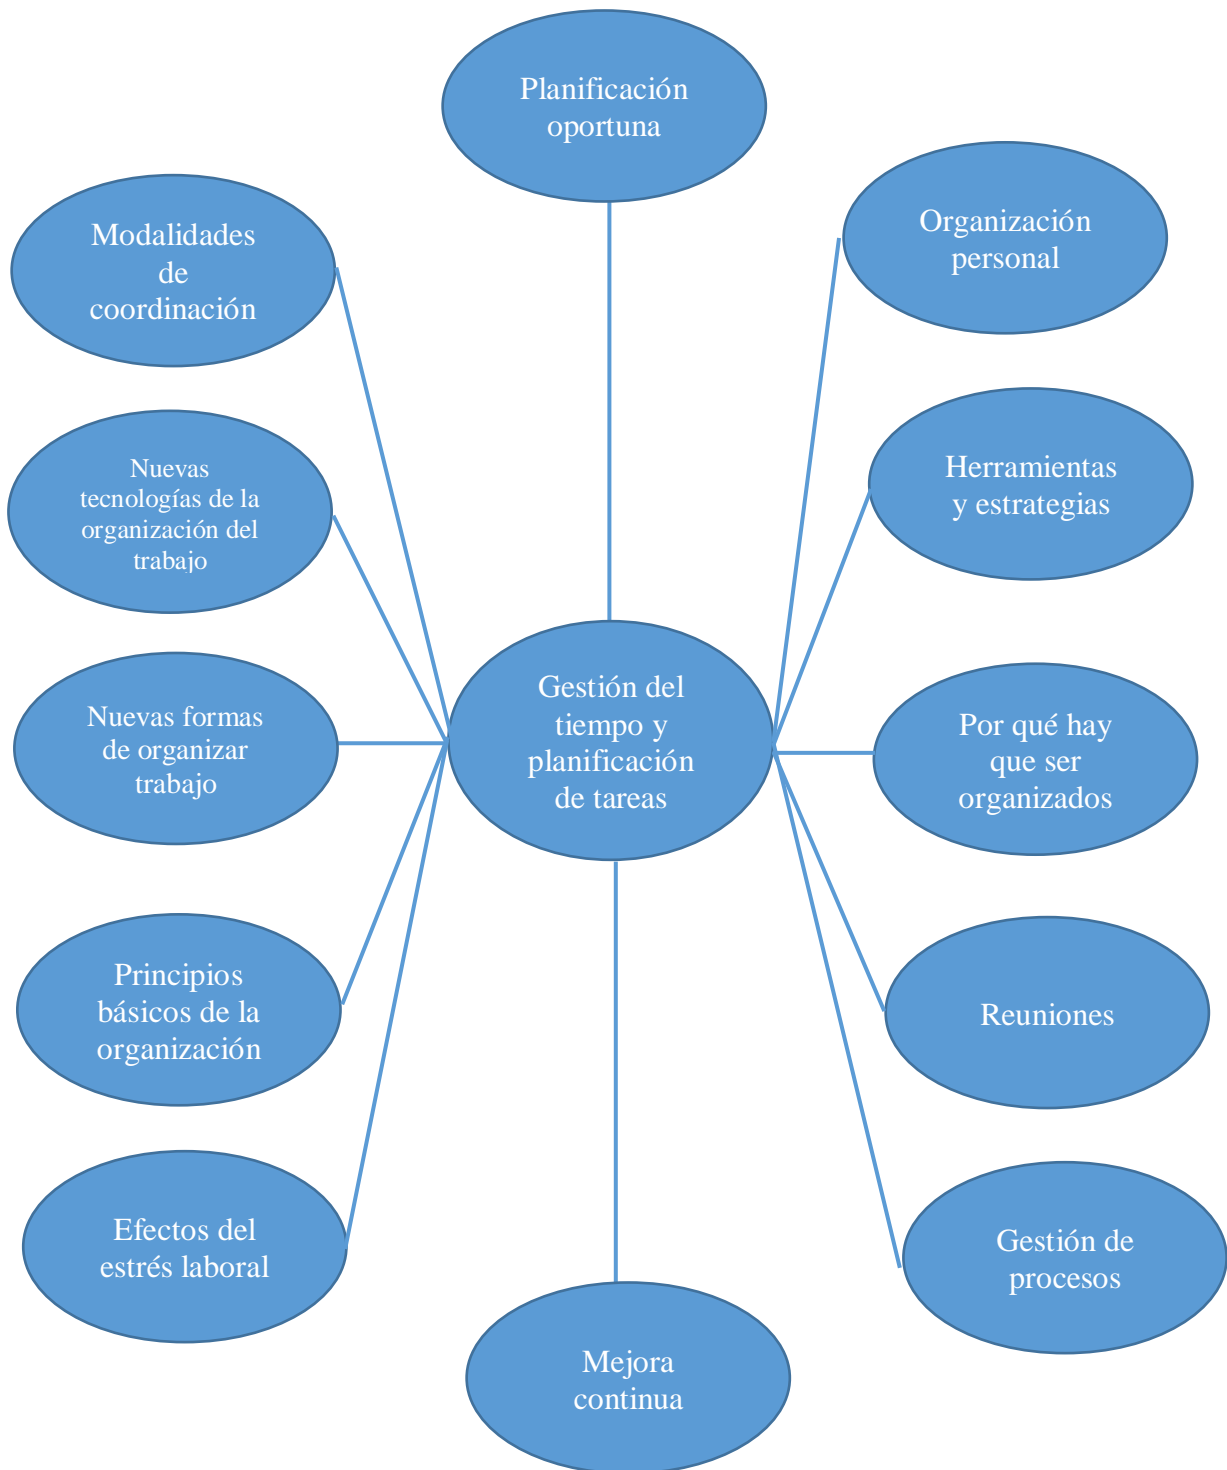 Planificación
oportuna
Modalidades
de
coordinación
Organización
personal
Nuevas
tecnologías de la
organización del
trabajo
Herramientas
y estrategias
Gestión del
tiempo y
planificación
de tareas
Nuevas formas
de organizar
trabajo
Por qué hay
que ser
organizados
Principios
básicos de la
organización
Reuniones
Efectos del
estrés laboral
Gestión de
procesos
Mejora
continua